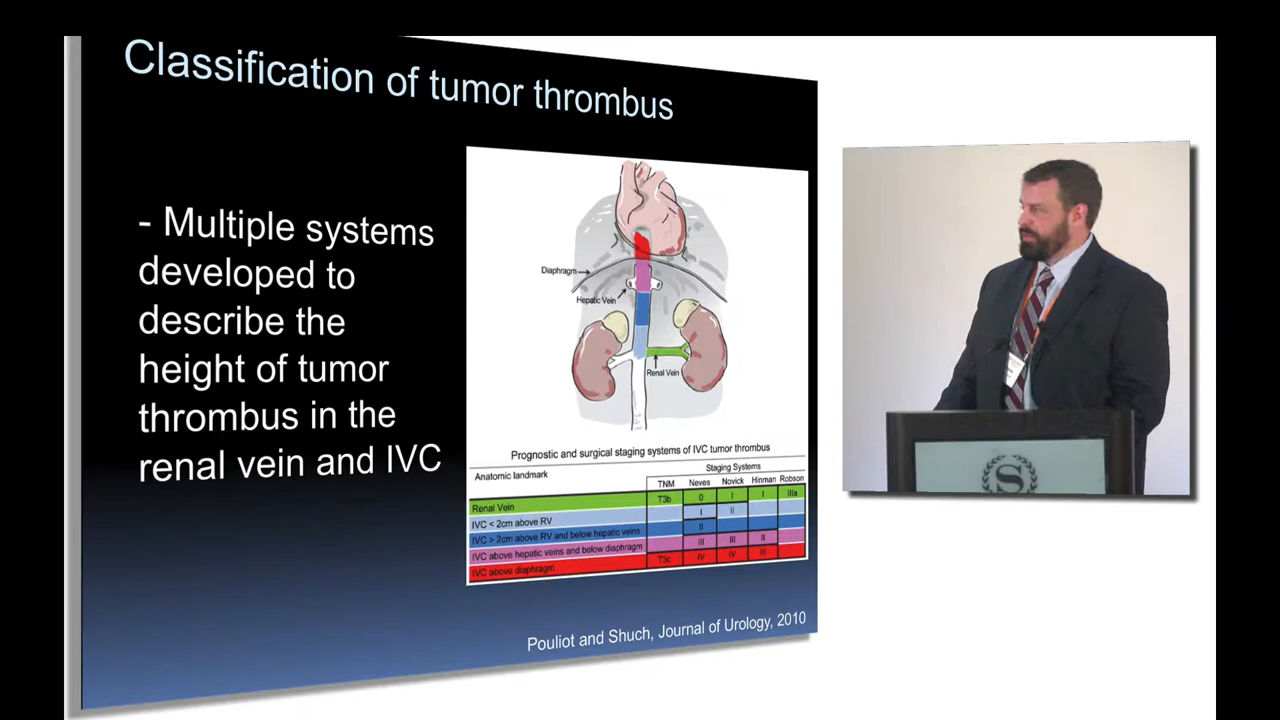 Classification of tumor thrombus
- Multiple systems
developed to
describe the
height of tumor
thrombus in the
renal vein and IVC
Diaphragm
Hepatic Vein
Renal Vein
Prognostic and surgical staging systems of IVC tumor thrombus
Anatomic landmark
Staging Systems
TNM Neves Novick Hinman Robson
Renal Vein T3b 0 I I IIIa
IVC < 2cm above RV I II
IVC > 2cm above RV and below hepatic veins II
IVC above hepatic veins and below diaphragm III III II
IVC above diaphragm T3c IV IV III
Pouliot and Shuch, Journal of Urology, 2010
S